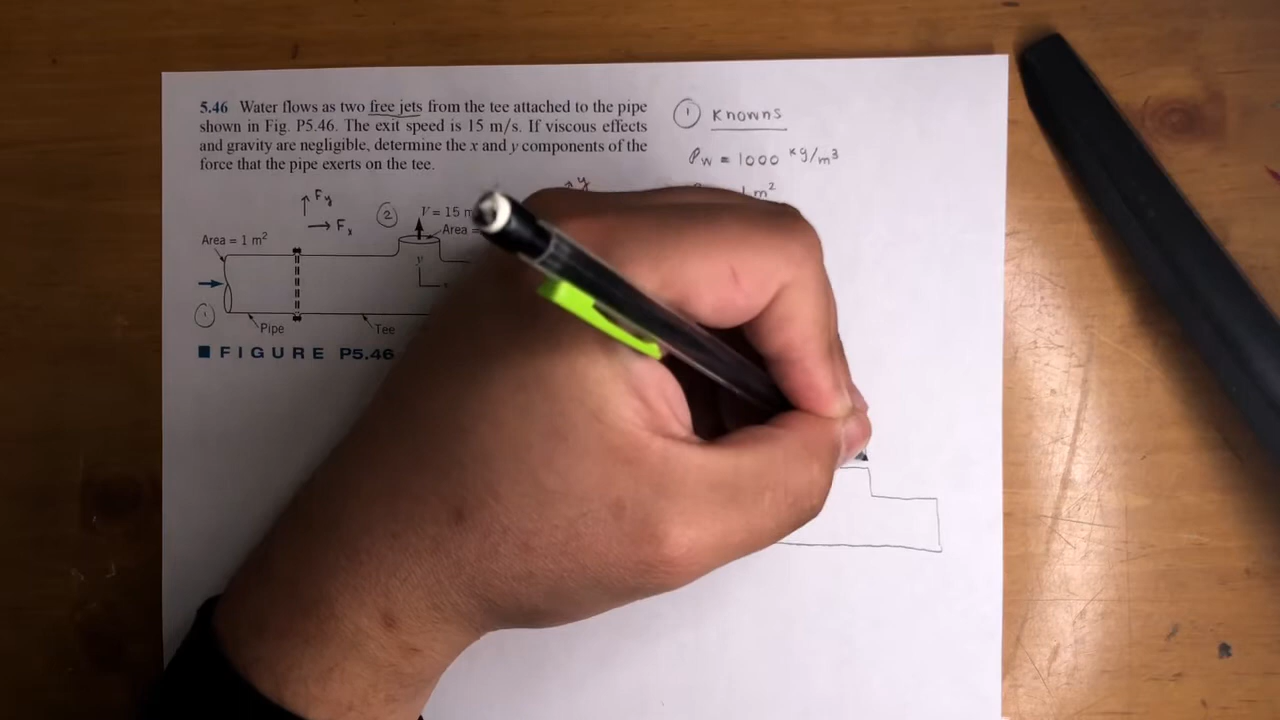 5.46 Water flows as two free jets from the tee attached to the pipe
shown in Fig. P5.46. The exit speed is 15 m/s. If viscous effects
and gravity are negligible, determine the x and y components of the
force that the pipe exerts on the tee.
① Knowns
ρw = 1000 kg/m³
m²
y
Fy
Fx
②
V = 15 m
Area =
Area = 1 m²
y
①
Pipe
Tee
FIGURE P5.46